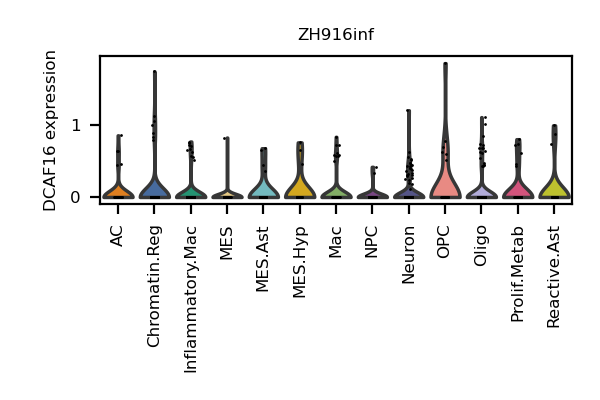 ZH916inf
DCAF16 expression
1
0
AC
Chromatin.Reg
Inflammatory.Mac
MES
MES.Ast
MES.Hyp
Mac
NPC
Neuron
OPC
Oligo
Prolif.Metab
Reactive.Ast